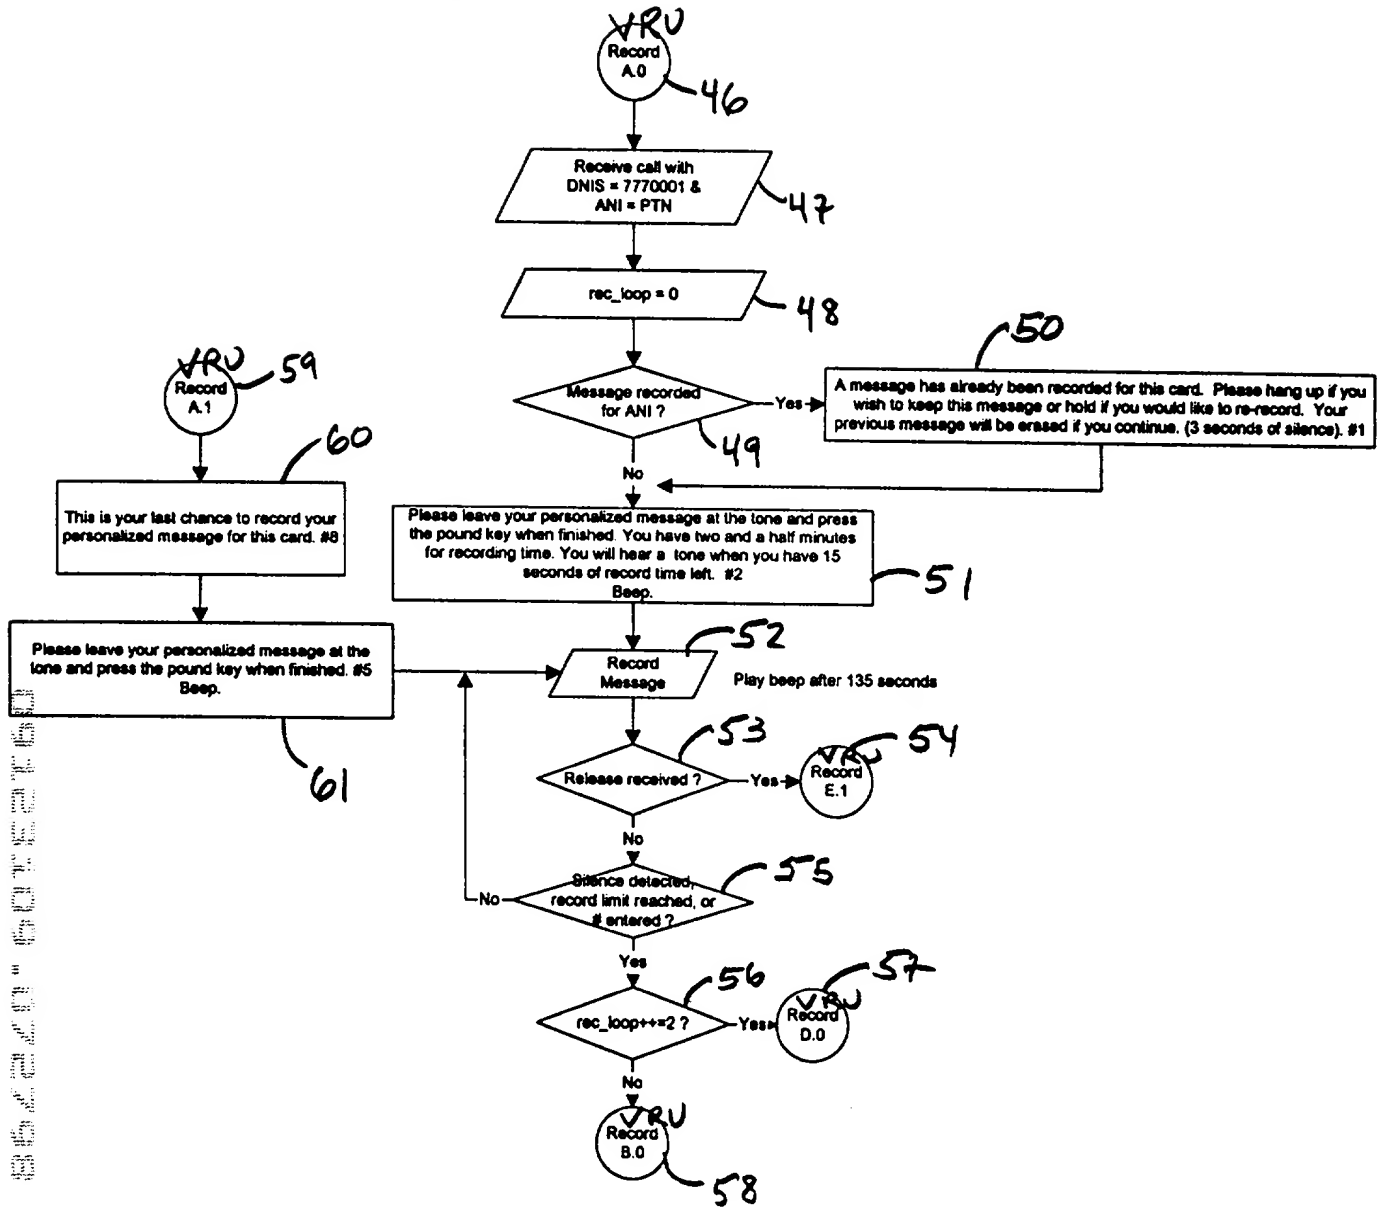 VRU
Record
A.0
46
Receive call with
DNIS = 7770001 &
ANI = PTN
47
rec_loop = 0
48
50
VRU
Record
A.1
59
Message recorded
for ANI ?
49
Yes
No
A message has already been recorded for this card. Please hang up if you
wish to keep this message or hold if you would like to re-record. Your
previous message will be erased if you continue. (3 seconds of silence). #1
60
This is your last chance to record your
personalized message for this card. #8
Please leave your personalized message at the tone and press
the pound key when finished. You have two and a half minutes
for recording time. You will hear a tone when you have 15
seconds of record time left. #2
Beep.
51
Please leave your personalized message at the
tone and press the pound key when finished. #5
Beep.
61
52
Record
Message
Play beep after 135 seconds
53
Release received ?
Yes
VRU
Record
E.1
54
No
Silence detected,
record limit reached, or
# entered ?
55
No
Yes
56
rec_loop++=2 ?
Yes
VRU
Record
D.0
57
No
VRU
Record
B.0
58